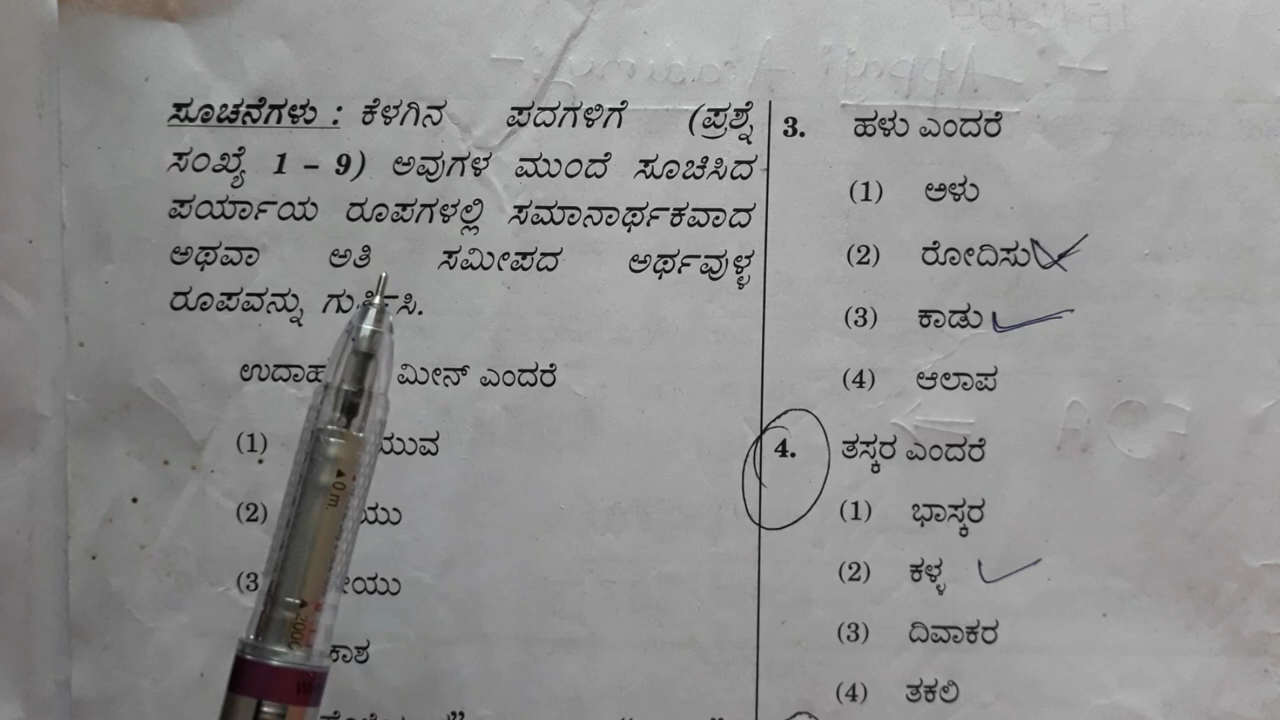 ಸೂಚನೆಗಳು : ಕೆಳಗಿನ ಪದಗಳಿಗೆ (ಪ್ರಶ್ನೆ
ಸಂಖ್ಯೆ 1 – 9) ಅವುಗಳ ಮುಂದೆ ಸೂಚಿಸಿದ
ಪರ್ಯಾಯ ರೂಪಗಳಲ್ಲಿ ಸಮಾನಾರ್ಥಕವಾದ
ಅಥವಾ ಅತಿ ಸಮೀಪದ ಅರ್ಥವುಳ್ಳ
ರೂಪವನ್ನು
ಮೀನ್ ಎಂದರೆ
(1)
(2)
(3
3. ಹಳು ಎಂದರೆ
(1) ಅಳು
(2) ರೋದಿಸು
(3) ಕಾಡು
(4) ಆಲಾಪ
4. ತಸ್ಕರ ಎಂದರೆ
(1) ಭಾಸ್ಕರ
(2) ಕಳ್ಳ
(3) ದಿವಾಕರ
(4) ತಕಲಿ